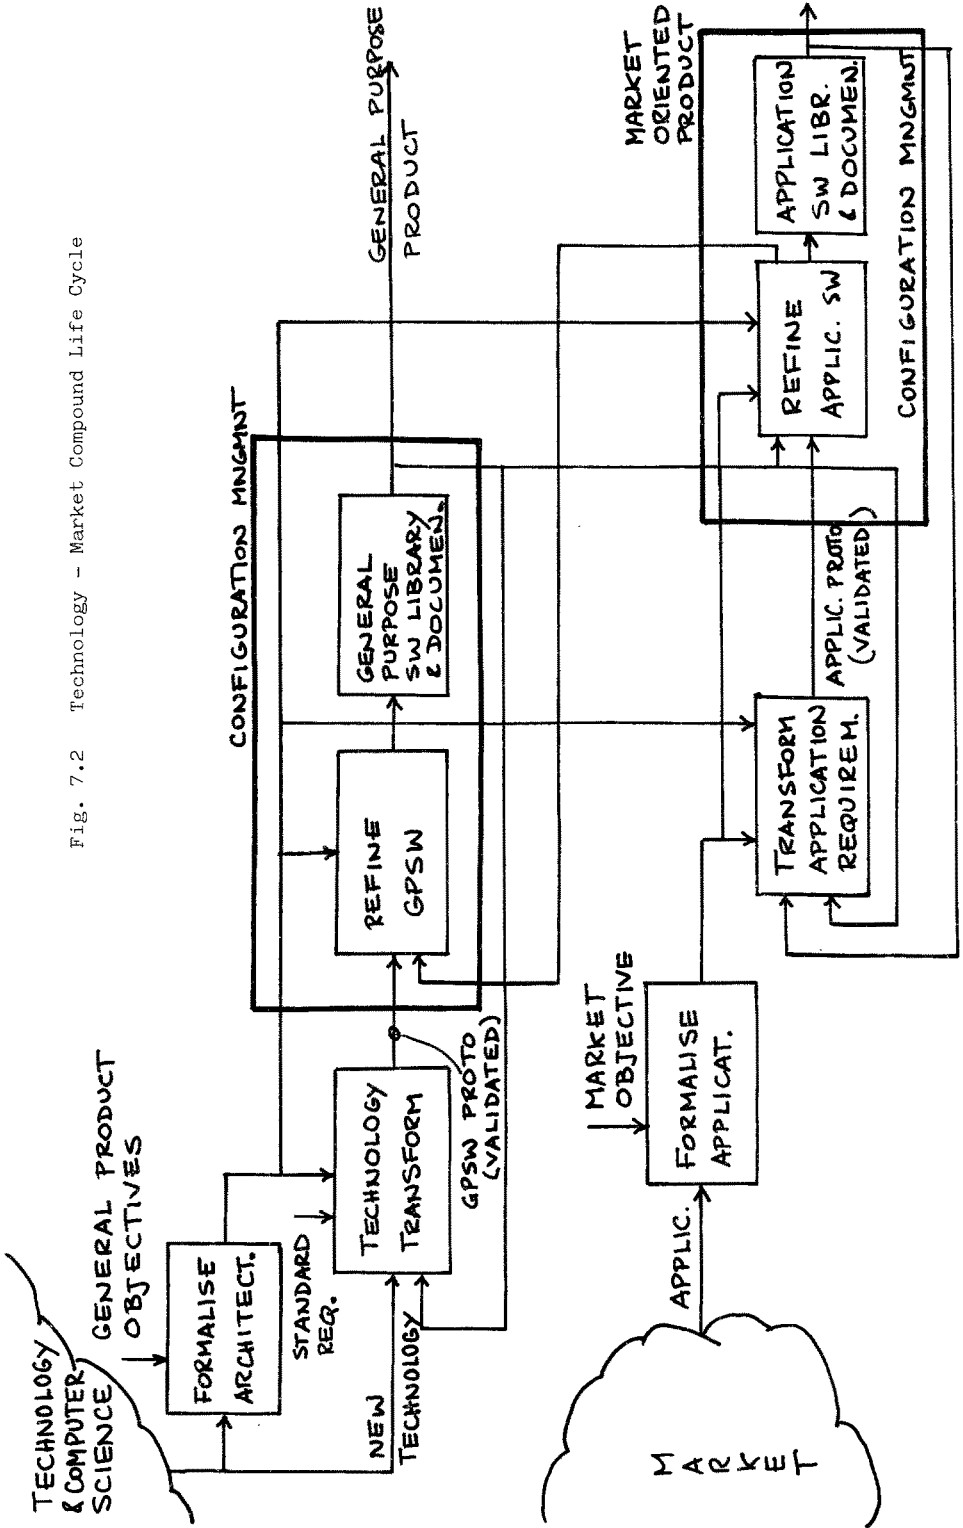 TECHNOLOGY
& COMPUTER
SCIENCE
GENERAL PRODUCT
OBJECTIVES
FORMALISE
ARCHITECT.
STANDARD
REQ.
NEW
TECHNOLOGY
TECHNOLOGY
TRANSFORM
GPSW PROTO
(VALIDATED)
CONFIGURATION MNGMNT
REFINE
GPSW
GENERAL
PURPOSE
SW LIBRARY
& DOCUMEN.
GENERAL PURPOSE
PRODUCT
MARKET
APPLIC.
MARKET
OBJECTIVE
FORMALISE
APPLICAT.
TRANSFORM
APPLICATION
REQUIREM.
APPLIC. PROTO
(VALIDATED)
REFINE
APPLIC. SW
APPLICATION
SW LIBR.
& DOCUMEN.
CONFIGURATION MNGMNT
MARKET
ORIENTED
PRODUCT
Fig. 7.2 Technology - Market Compound Life Cycle